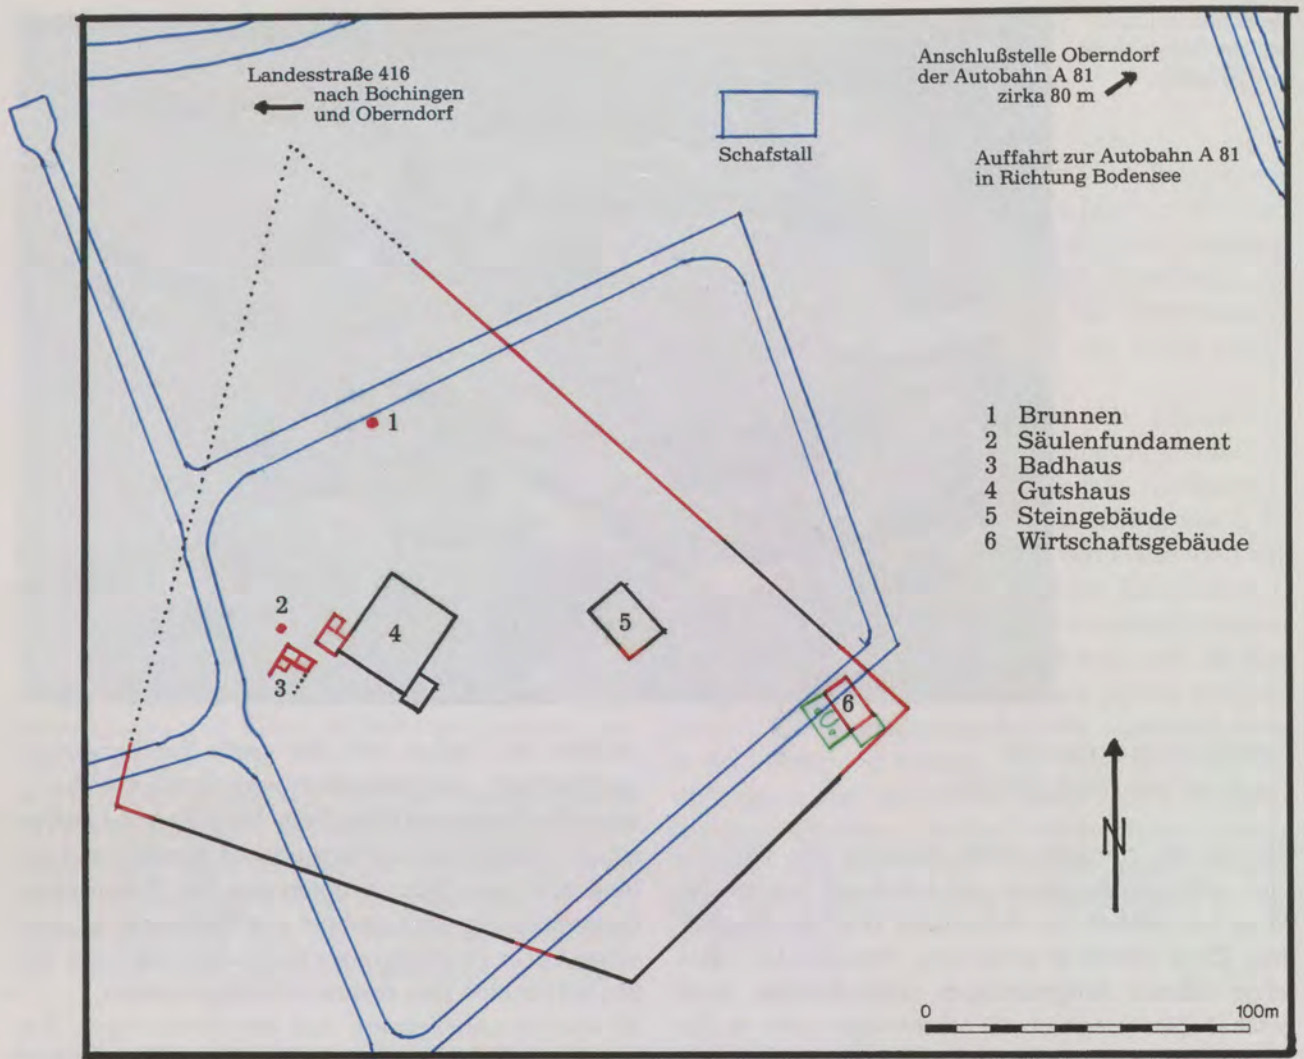 Landesstraße 416
nach Bochingen
und Oberndorf
Anschlußstelle Oberndorf
der Autobahn A 81
zirka 80 m
Schafstall
Auffahrt zur Autobahn A 81
in Richtung Bodensee
1
1 Brunnen
2 Säulenfundament
3 Badhaus
4 Gutshaus
5 Steingebäude
6 Wirtschaftsgebäude
2
4
5
3
6
N
0 100m